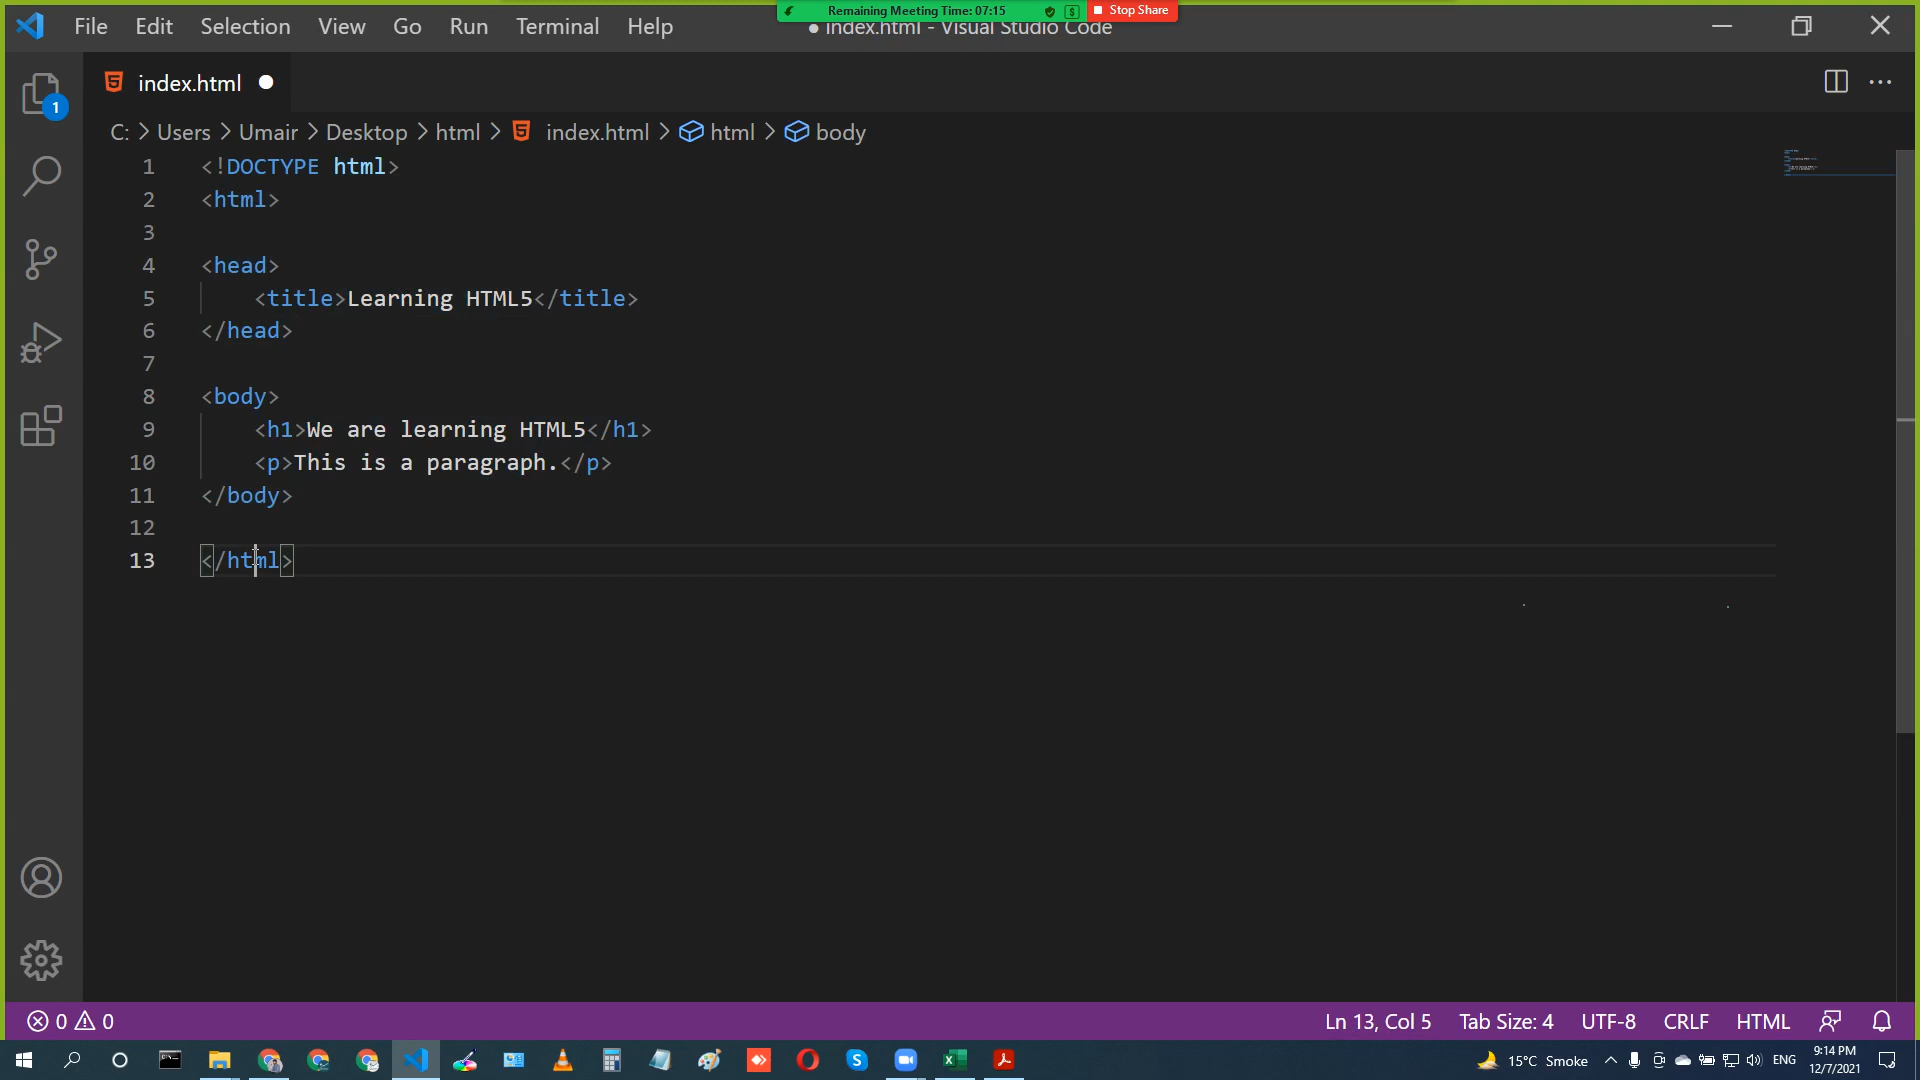 Remaining Meeting Time: 07:15 Stop Share
File Edit Selection View Go Run Terminal Help ● index.html - Visual Studio Code
1
index.html
C: > Users > Umair > Desktop > html > index.html > html > body
1 <!DOCTYPE html>
2 <html>
3
4 <head>
5 <title>Learning HTML5</title>
6 </head>
7
8 <body>
9 <h1>We are learning HTML5</h1>
10 <p>This is a paragraph.</p>
11 </body>
12
13 </html>
0 0 Ln 13, Col 5 Tab Size: 4 UTF-8 CRLF HTML
15°C Smoke ENG 9:14 PM
12/7/2021